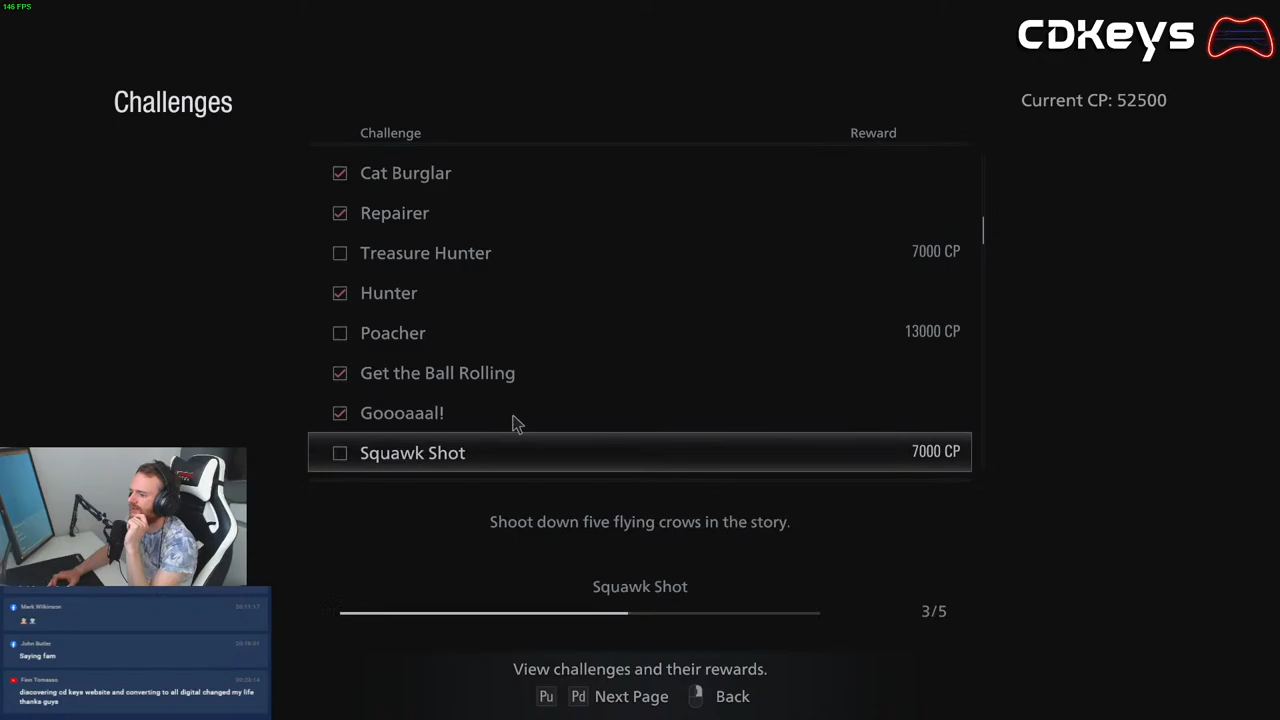 146 FPS
CDKeys
Challenges
Current CP: 52500
Challenge Reward
Cat Burglar
Repairer
Treasure Hunter 7000 CP
Hunter
Poacher 13000 CP
Get the Ball Rolling
Goooaaal!
Squawk Shot 7000 CP
Shoot down five flying crows in the story.
Squawk Shot
3/5
View challenges and their rewards.
Pu Pd Next Page Back
Mark Wilkinson
John Butler
Saying fam
Finn Tomasso
discovering cd keys website and converting to all digital changed my life
thanks guys